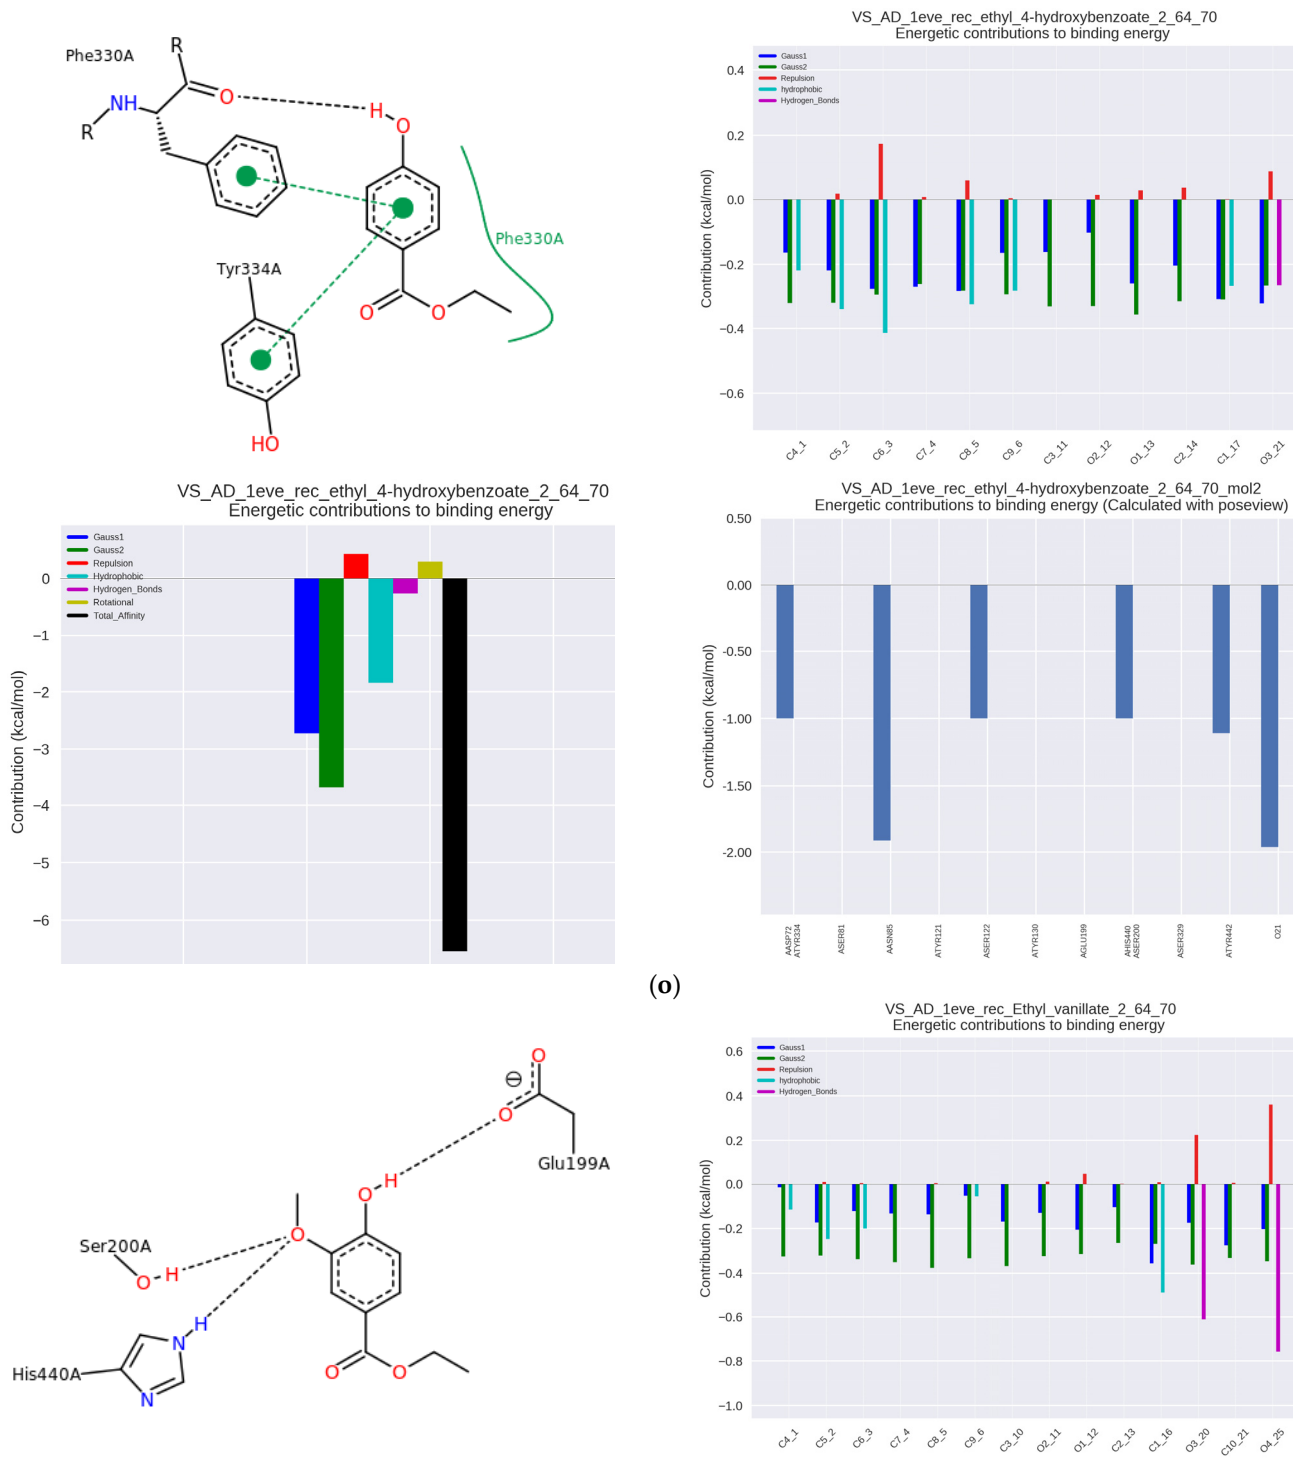 Phe330A
R
O
H
NH
O
R
Phe330A
Tyr334A
O
O
HO
VS_AD_1eve_rec_ethyl_4-hydroxybenzoate_2_64_70
Energetic contributions to binding energy
Gauss1
Gauss2
Repulsion
hydrophobic
Hydrogen_Bonds
Contribution (kcal/mol)
0.4
0.2
0.0
−0.2
−0.4
−0.6
C4_1
C5_2
C6_3
C7_4
C8_5
C9_6
C3_11
O2_12
O1_13
C2_14
C1_17
O3_21
VS_AD_1eve_rec_ethyl_4-hydroxybenzoate_2_64_70
Energetic contributions to binding energy
Gauss1
Gauss2
Repulsion
Hydrophobic
Hydrogen_Bonds
Rotational
Total_Affinity
Contribution (kcal/mol)
0
−1
−2
−3
−4
−5
−6
VS_AD_1eve_rec_ethyl_4-hydroxybenzoate_2_64_70_mol2
Energetic contributions to binding energy (Calculated with poseview)
Contribution (kcal/mol)
0.50
0.00
-0.50
-1.00
-1.50
-2.00
AASP72
ATYR334
ASER81
AASN85
ATYR121
ASER122
ATYR130
AGLU199
AHIS440
ASER200
ASER329
ATYR442
O21
(o)
O
⊖
O
Glu199A
H
O
Ser200A
O
O H
H
N
His440A
N
O
O
VS_AD_1eve_rec_Ethyl_vanillate_2_64_70
Energetic contributions to binding energy
Gauss1
Gauss2
Repulsion
hydrophobic
Hydrogen_Bonds
Contribution (kcal/mol)
0.6
0.4
0.2
0.0
−0.2
−0.4
−0.6
−0.8
−1.0
C4_1
C5_2
C6_3
C7_4
C8_5
C9_6
C3_10
O2_11
O1_12
C2_13
C1_16
O3_20
C10_21
O4_25